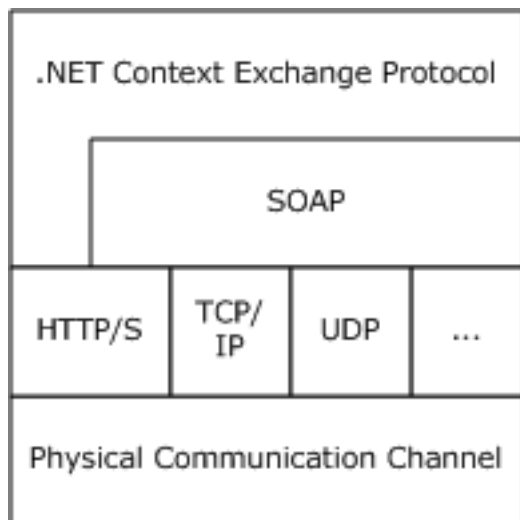 .NET Context Exchange Protocol
SOAP
HTTP/S
TCP/
IP
UDP
...
Physical Communication Channel